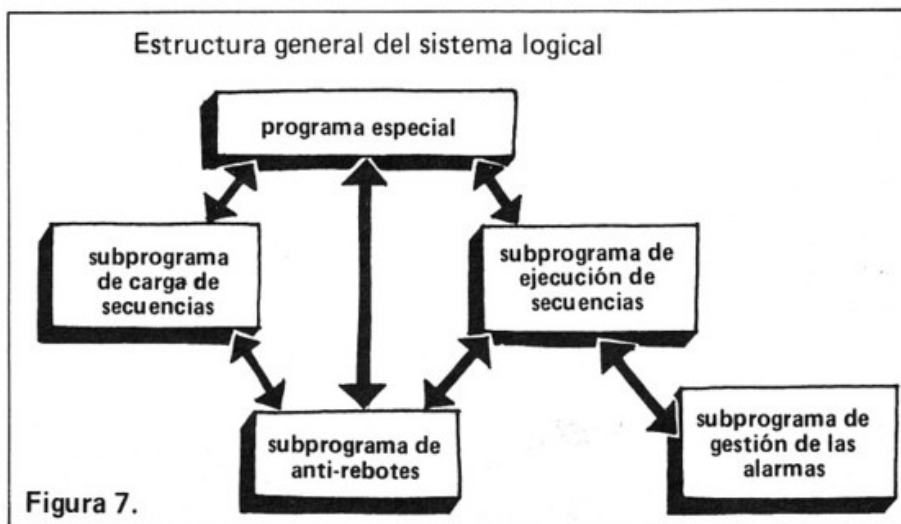 Estructura general del sistema logical
programa especial
subprograma
de carga de
secuencias
subprograma de
ejecución de
secuencias
subprograma de
anti-rebotes
subprograma de
gestión de las
alarmas
Figura 7.